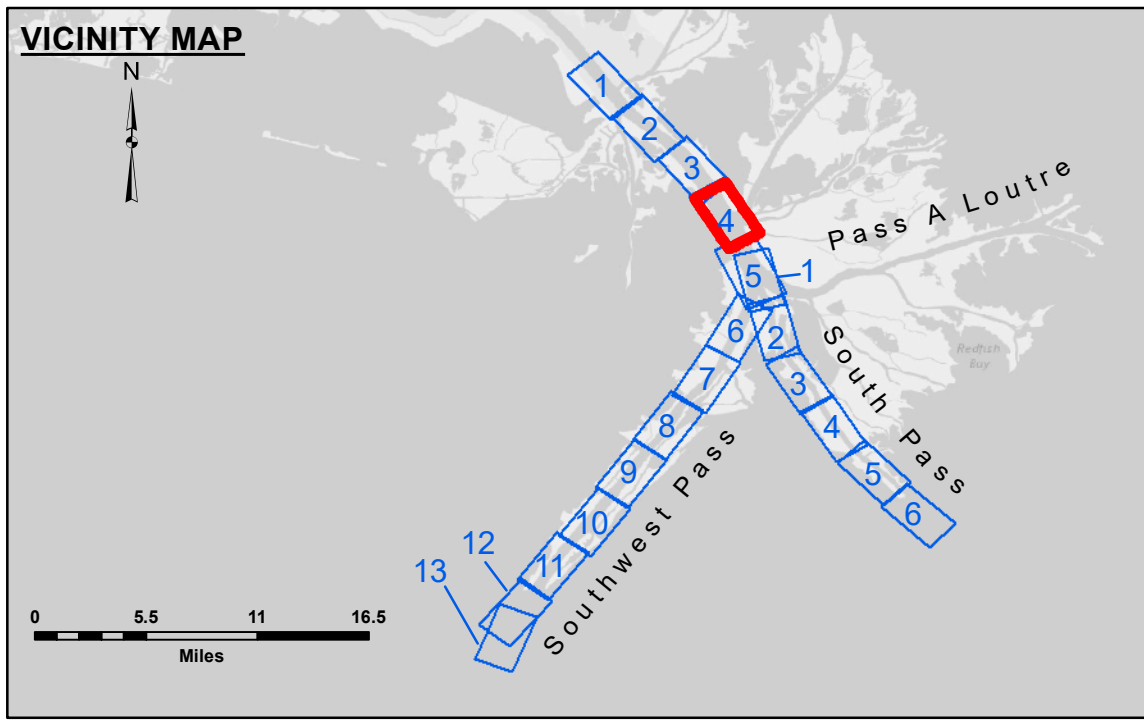 VICINITY MAP
N
1
2
3
4
5
1
6
2
7
3
8
4
9
5
10
6
11
12
13
Pass A Loutre
South Pass
Redfish
Bay
Southwest Pass
0 5.5 11 16.5
Miles